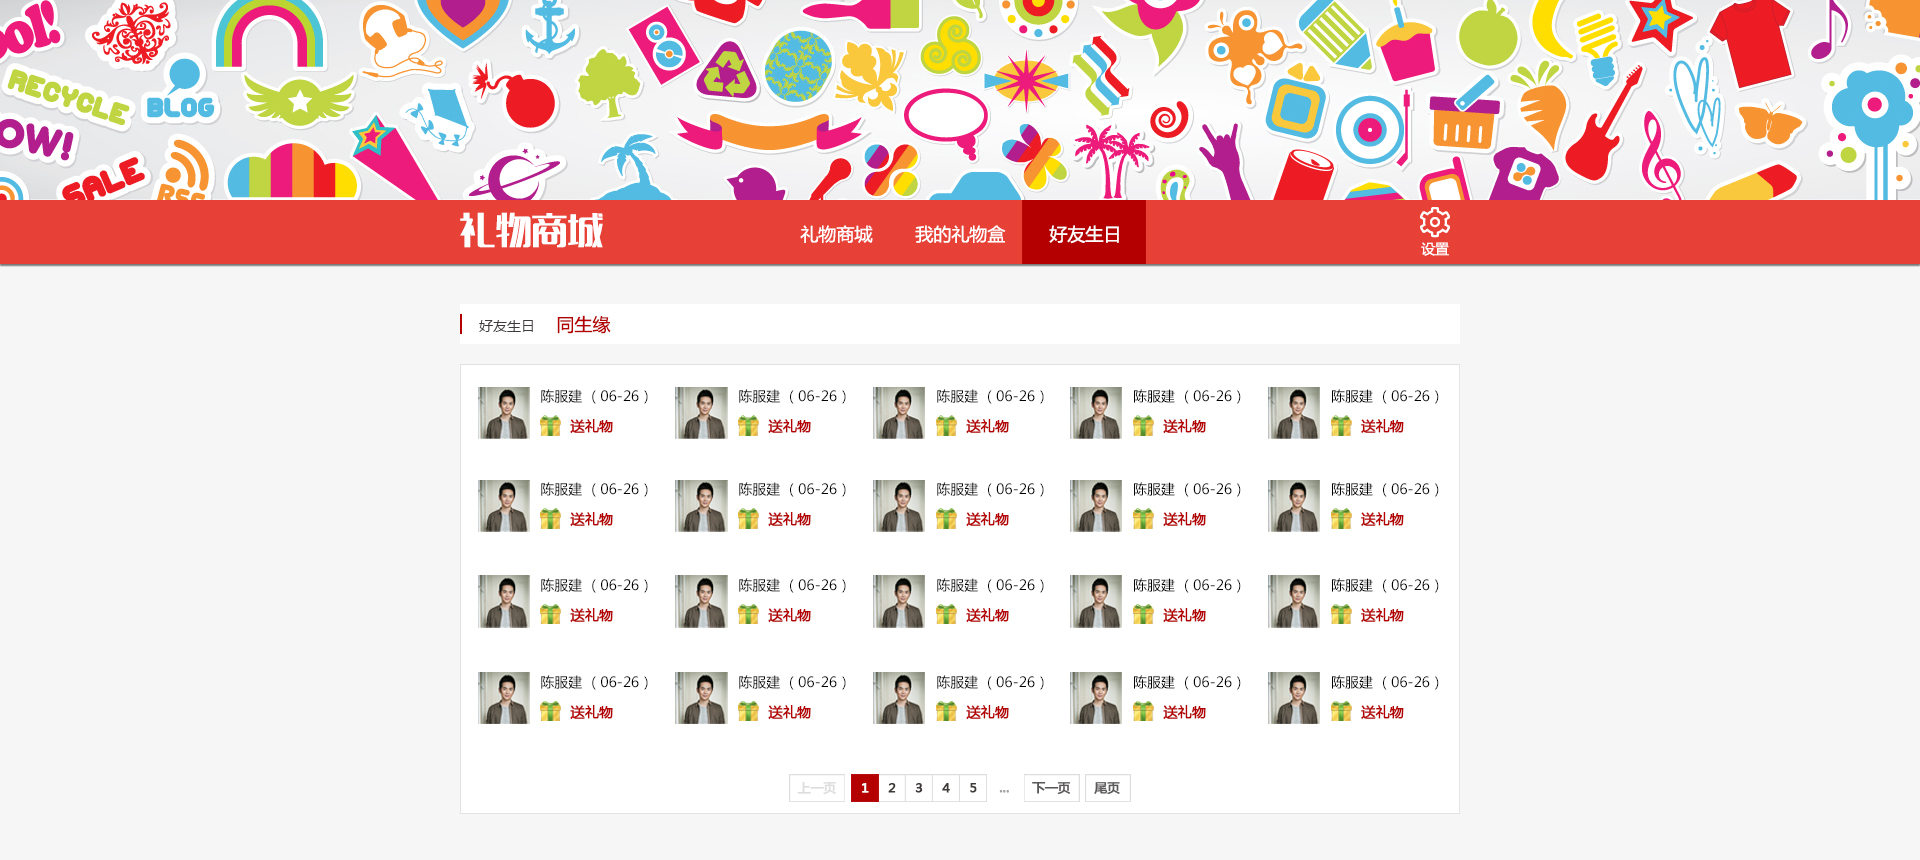 OOL!
RECYCLE
BLOG
OW!
SALE
RSS
礼物商城
礼物商城 我的礼物盒 好友生日 设置
好友生日 同生缘
陈服建 ( 06-26 ) 陈服建 ( 06-26 ) 陈服建 ( 06-26 ) 陈服建 ( 06-26 ) 陈服建 ( 06-26 )
送礼物 送礼物 送礼物 送礼物 送礼物
陈服建 ( 06-26 ) 陈服建 ( 06-26 ) 陈服建 ( 06-26 ) 陈服建 ( 06-26 ) 陈服建 ( 06-26 )
送礼物 送礼物 送礼物 送礼物 送礼物
陈服建 ( 06-26 ) 陈服建 ( 06-26 ) 陈服建 ( 06-26 ) 陈服建 ( 06-26 ) 陈服建 ( 06-26 )
送礼物 送礼物 送礼物 送礼物 送礼物
陈服建 ( 06-26 ) 陈服建 ( 06-26 ) 陈服建 ( 06-26 ) 陈服建 ( 06-26 ) 陈服建 ( 06-26 )
送礼物 送礼物 送礼物 送礼物 送礼物
上一页 1 2 3 4 5 ... 下一页 尾页